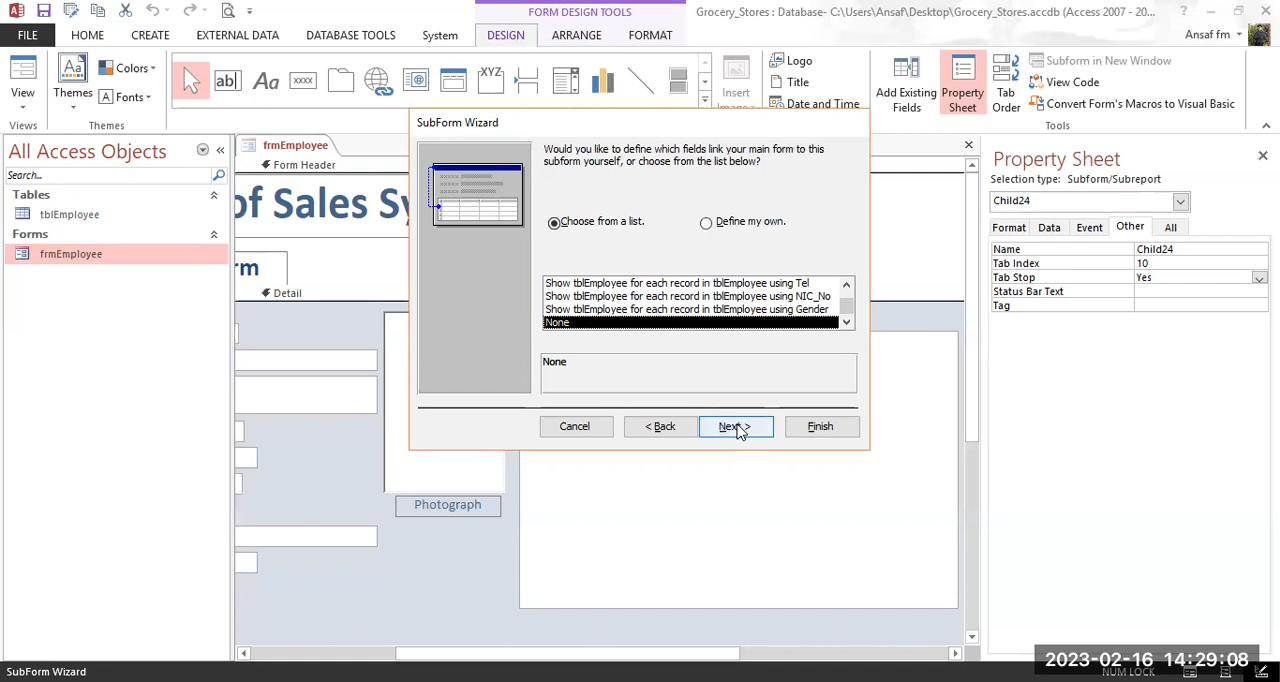 FORM DESIGN TOOLS
Grocery_Stores : Database- C:\Users\Ansaf\Desktop\Grocery_Stores.accdb (Access 2007 - 20...
FILE
HOME
CREATE
EXTERNAL DATA
DATABASE TOOLS
System
DESIGN
ARRANGE
FORMAT
Ansaf fm
View
Themes
Colors
Fonts
ab|
Aa
xxxx
XYZ
Insert
Image
Logo
Title
Date and Time
Add Existing
Fields
Property
Sheet
Tab
Order
Subform in New Window
View Code
Convert Form's Macros to Visual Basic
Views
Themes
Tools
All Access Objects
Search...
Tables
tblEmployee
Forms
frmEmployee
frmEmployee
Form Header
of Sales Sy
rm
Detail
Photograph
SubForm Wizard
Would you like to define which fields link your main form to this
subform yourself, or choose from the list below?
Choose from a list.
Define my own.
Show tblEmployee for each record in tblEmployee using Tel
Show tblEmployee for each record in tblEmployee using NIC_No
Show tblEmployee for each record in tblEmployee using Gender
None
None
Cancel
< Back
Next >
Finish
Property Sheet
Selection type: Subform/Subreport
Child24
Format
Data
Event
Other
All
Name Child24
Tab Index 10
Tab Stop Yes
Status Bar Text
Tag
SubForm Wizard
2023-02-16 14:29:08
NUM LOCK